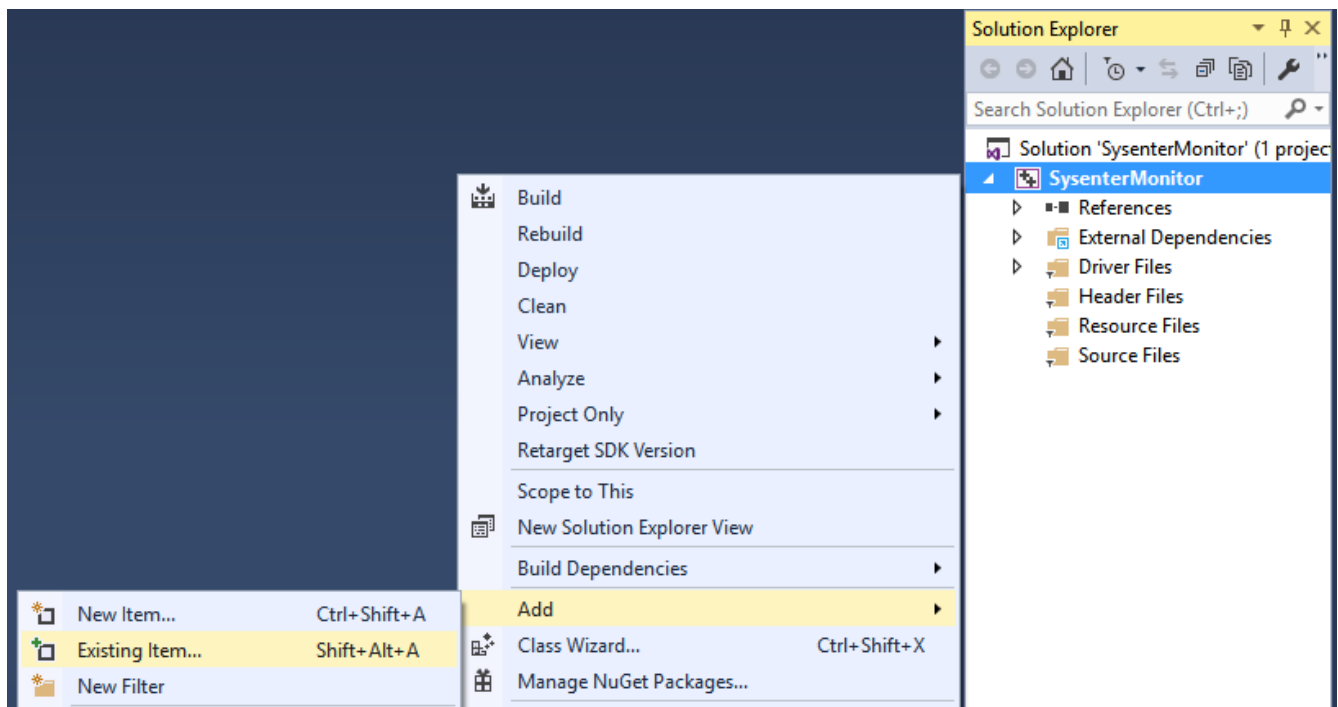 Solution Explorer
Search Solution Explorer (Ctrl+;)
Solution 'SysenterMonitor' (1 projec
SysenterMonitor
References
External Dependencies
Driver Files
Header Files
Resource Files
Source Files
Build
Rebuild
Deploy
Clean
View
Analyze
Project Only
Retarget SDK Version
Scope to This
New Solution Explorer View
Build Dependencies
Add
Class Wizard... Ctrl+Shift+X
Manage NuGet Packages...
New Item... Ctrl+Shift+A
Existing Item... Shift+Alt+A
New Filter